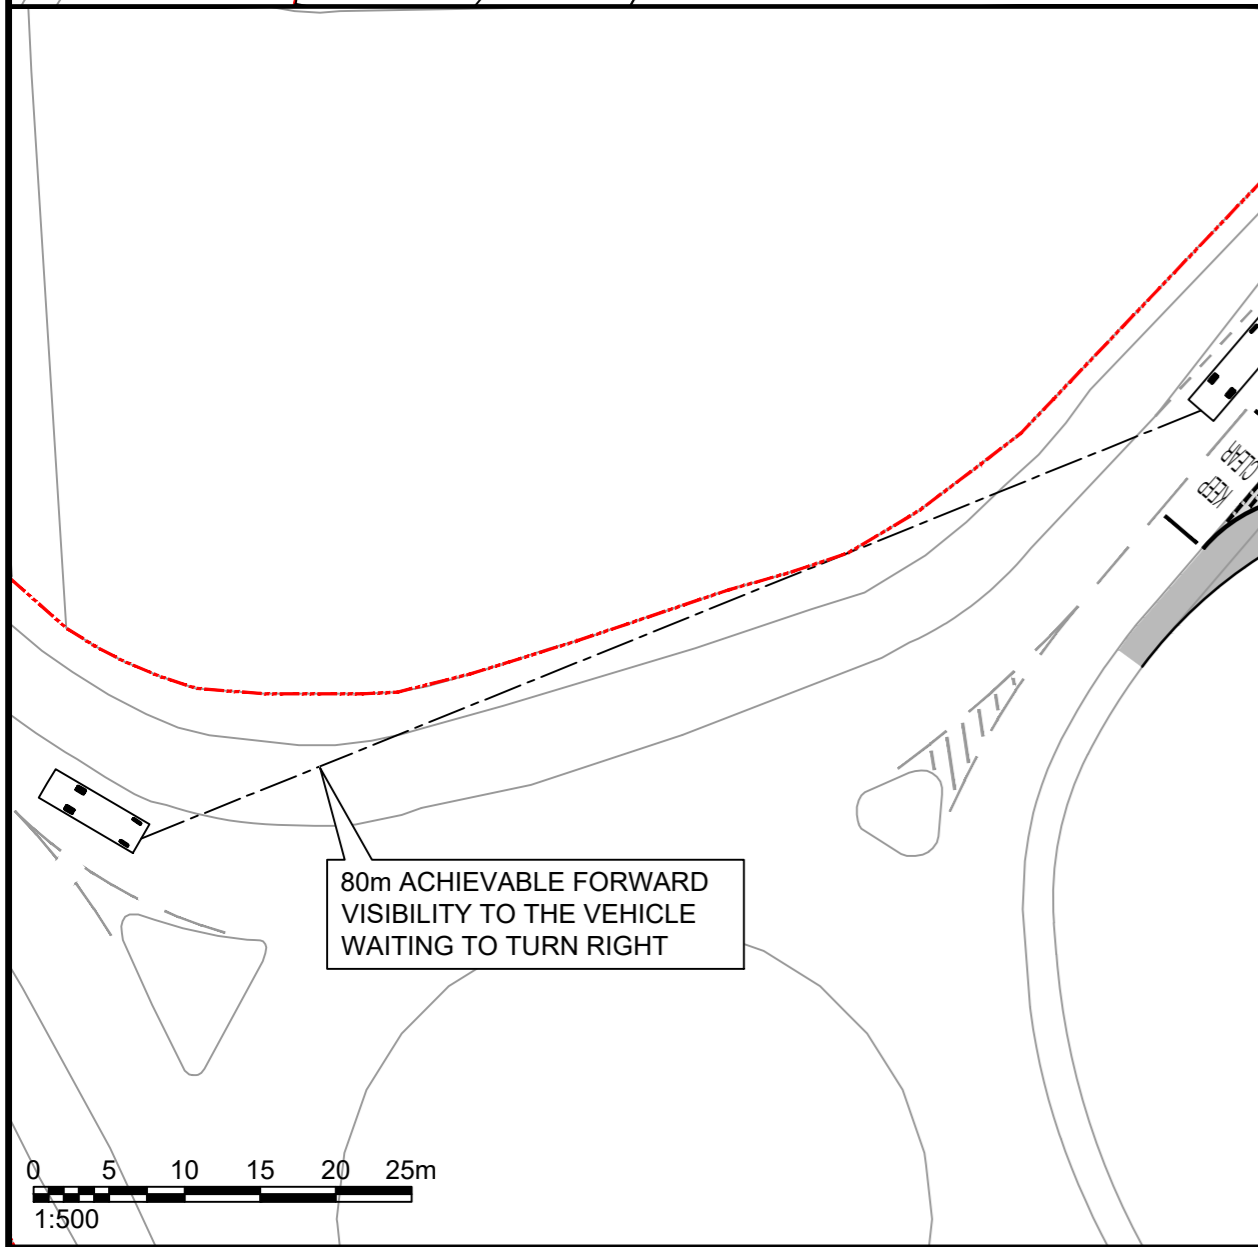 KEEP
CLEAR
80m ACHIEVABLE FORWARD
VISIBILITY TO THE VEHICLE
WAITING TO TURN RIGHT
0 5 10 15 20 25m
1:500